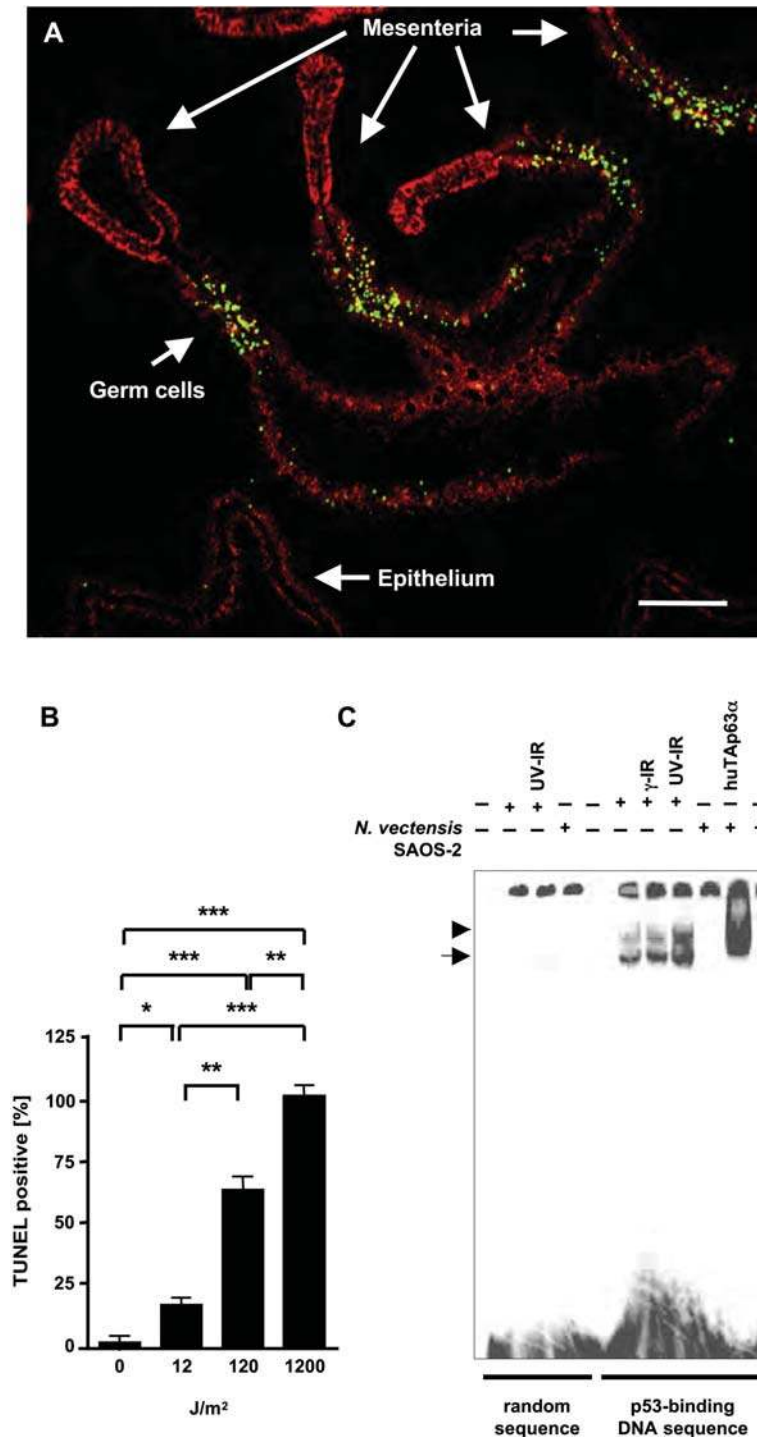 A
Mesenteria
Germ cells
Epithelium
B
***
*** **
* ***
**
125
100
75
50
25
0
TUNEL positive [%]
0 12 120 1200
J/m²
C
UV-IR
γ-IR
UV-IR
huTAp63α
– + + – – + + + – – –
N. vectensis
– – – + – – – – + + +
SAOS-2
random
sequence
p53-binding
DNA sequence